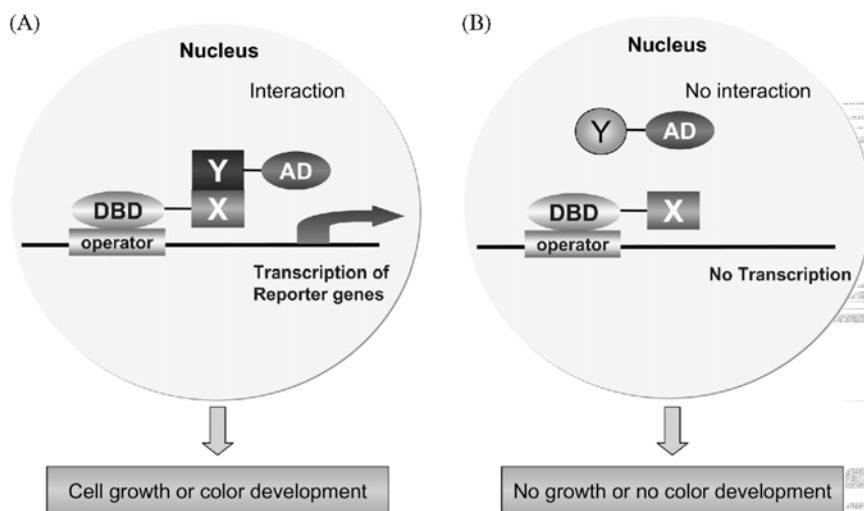 (A)
Nucleus
Interaction
Y
AD
DBD
X
operator
Transcription of
Reporter genes
Cell growth or color development
(B)
Nucleus
No interaction
Y
AD
DBD
X
operator
No Transcription
No growth or no color development